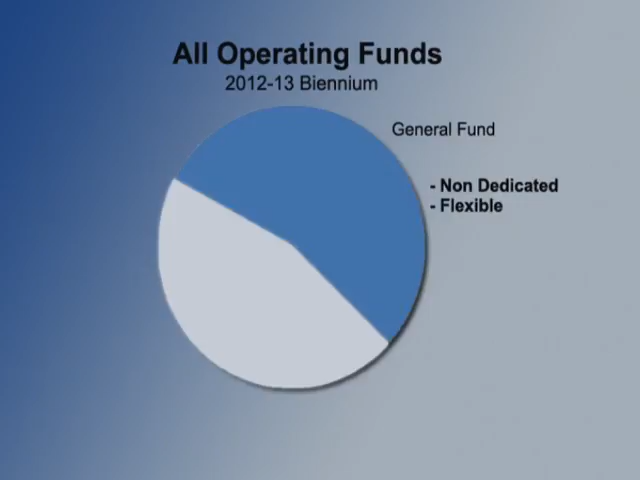 All Operating Funds
2012-13 Biennium
General Fund
- Non Dedicated
- Flexible